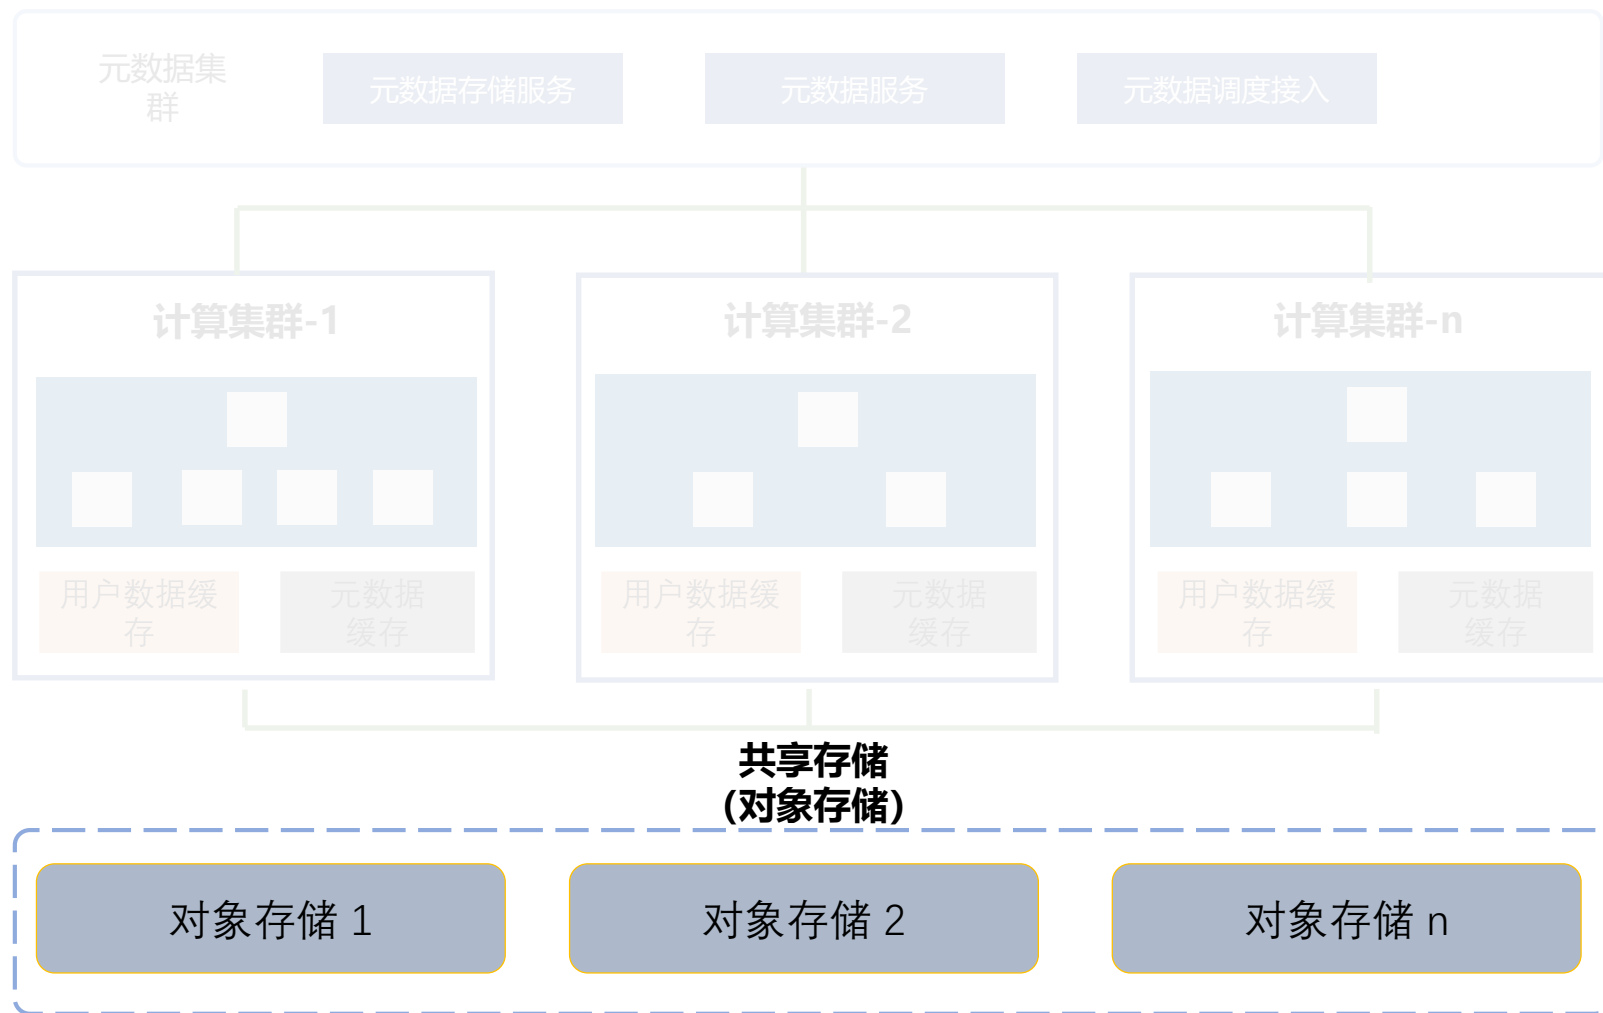 元数据集
群
元数据存储服务
元数据服务
元数据调度接入
计算集群-1
计算集群-2
计算集群-n
用户数据缓
存
元数据
缓存
用户数据缓
存
元数据
缓存
用户数据缓
存
元数据
缓存
共享存储
(对象存储)
对象存储 1
对象存储 2
对象存储 n